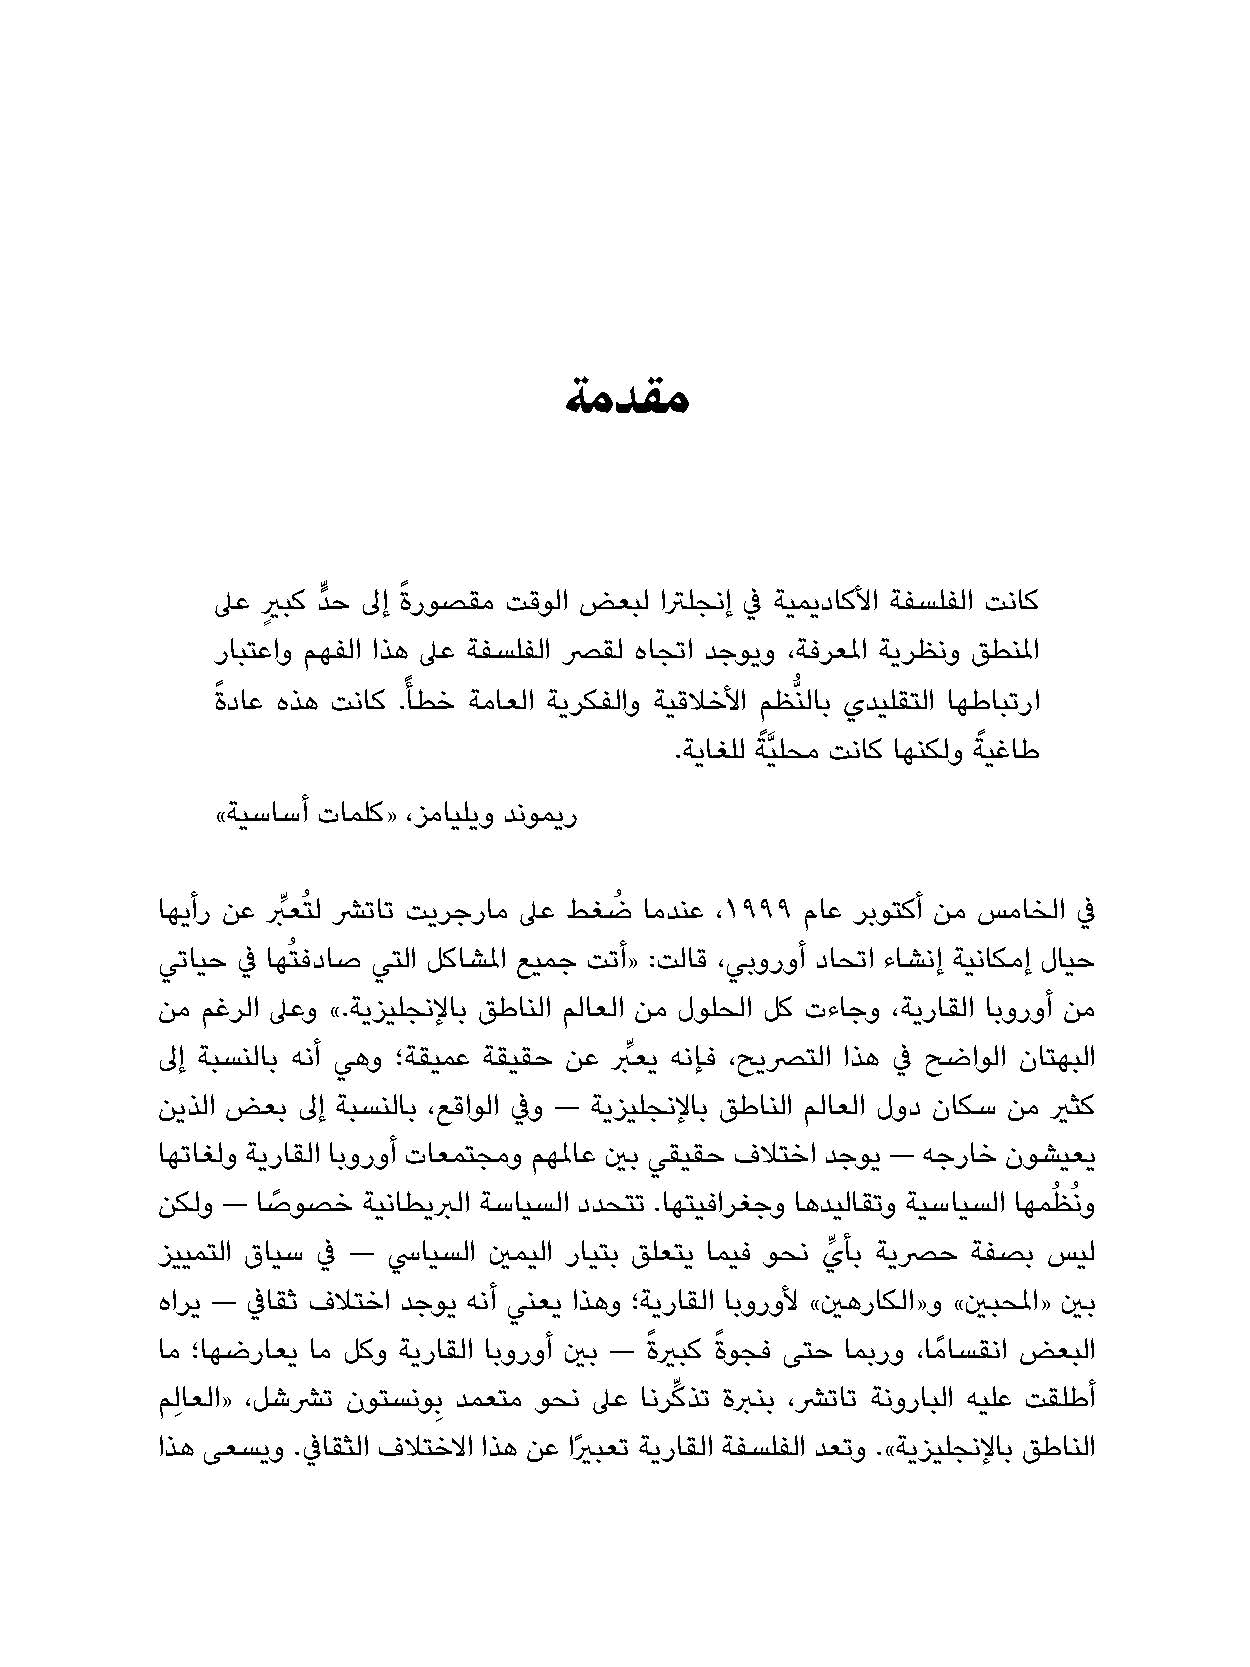 مقدمة
كانت الفلسفة الأكاديمية في إنجلترا لبعض الوقت مقصورةً إلى حدٍّ كبيرٍ على
المنطق ونظرية المعرفة، ويوجد اتجاه لقصر الفلسفة على هذا الفهم واعتبار
ارتباطها التقليدي بالنُّظم الأخلاقية والفكرية العامة خطأً. كانت هذه عادةً
طاغيةً ولكنها كانت محليَّةً للغاية.
ريموند ويليامز، «كلمات أساسية»
في الخامس من أكتوبر عام ١٩٩٩، عندما ضُغط على مارجريت تاتشر لتُعبِّر عن رأيها
حيال إمكانية إنشاء اتحاد أوروبي، قالت: «أتت جميع المشاكل التي صادفتُها في حياتي
من أوروبا القارية، وجاءت كل الحلول من العالم الناطق بالإنجليزية.» وعلى الرغم من
البهتان الواضح في هذا التصريح، فإنه يعبِّر عن حقيقة عميقة؛ وهي أنه بالنسبة إلى
كثير من سكان دول العالم الناطق بالإنجليزية — وفي الواقع، بالنسبة إلى بعض الذين
يعيشون خارجه — يوجد اختلاف حقيقي بين عالمهم ومجتمعات أوروبا القارية ولغاتها
ونُظُمها السياسية وتقاليدها وجغرافيتها. تتحدد السياسة البريطانية خصوصًا — ولكن
ليس بصفة حصرية بأيِّ نحو فيما يتعلق بتيار اليمين السياسي — في سياق التمييز
بين «المحبين» و«الكارهين» لأوروبا القارية؛ وهذا يعني أنه يوجد اختلاف ثقافي — يراه
البعض انقسامًا، وربما حتى فجوةً كبيرةً — بين أوروبا القارية وكل ما يعارضها؛ ما
أطلقت عليه البارونة تاتشر، بنبرة تذكِّرنا على نحو متعمد بِوِنستون تشرشل، «العالِم
الناطق بالإنجليزية». وتعد الفلسفة القارية تعبيرًا عن هذا الاختلاف الثقافي. ويسعى هذا